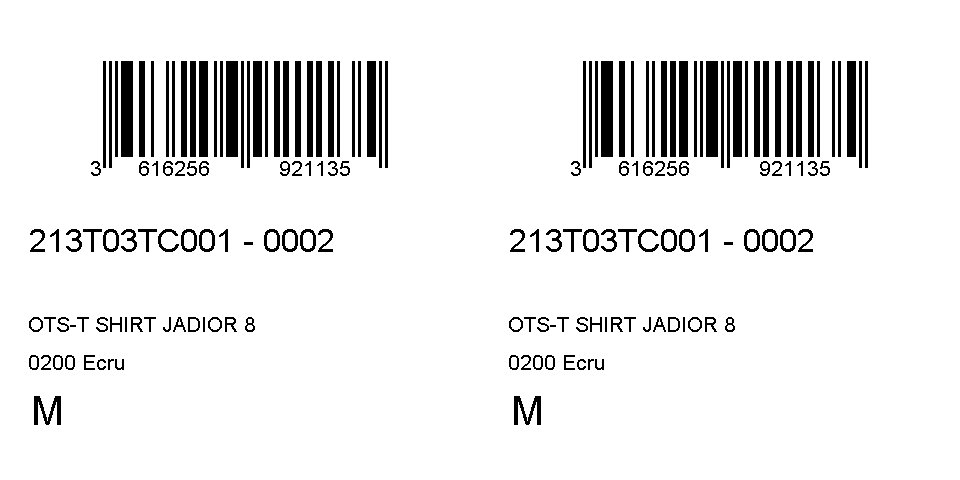 3 616256 921135
213T03TC001 - 0002
OTS-T SHIRT JADIOR 8
0200 Ecru
M
3 616256 921135
213T03TC001 - 0002
OTS-T SHIRT JADIOR 8
0200 Ecru
M